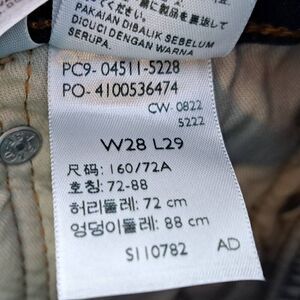 PAKAIAN DIBALIK SEBELUM
DICUCI DENGAN WARNA
SERUPA.
PC9-04511-5228
PO-4100536474
CW-0822
5222
W28 L29
尺码: 160/72A
호칭: 72-88
허리둘레: 72 cm
엉덩이둘레: 88 cm
S110782 AD